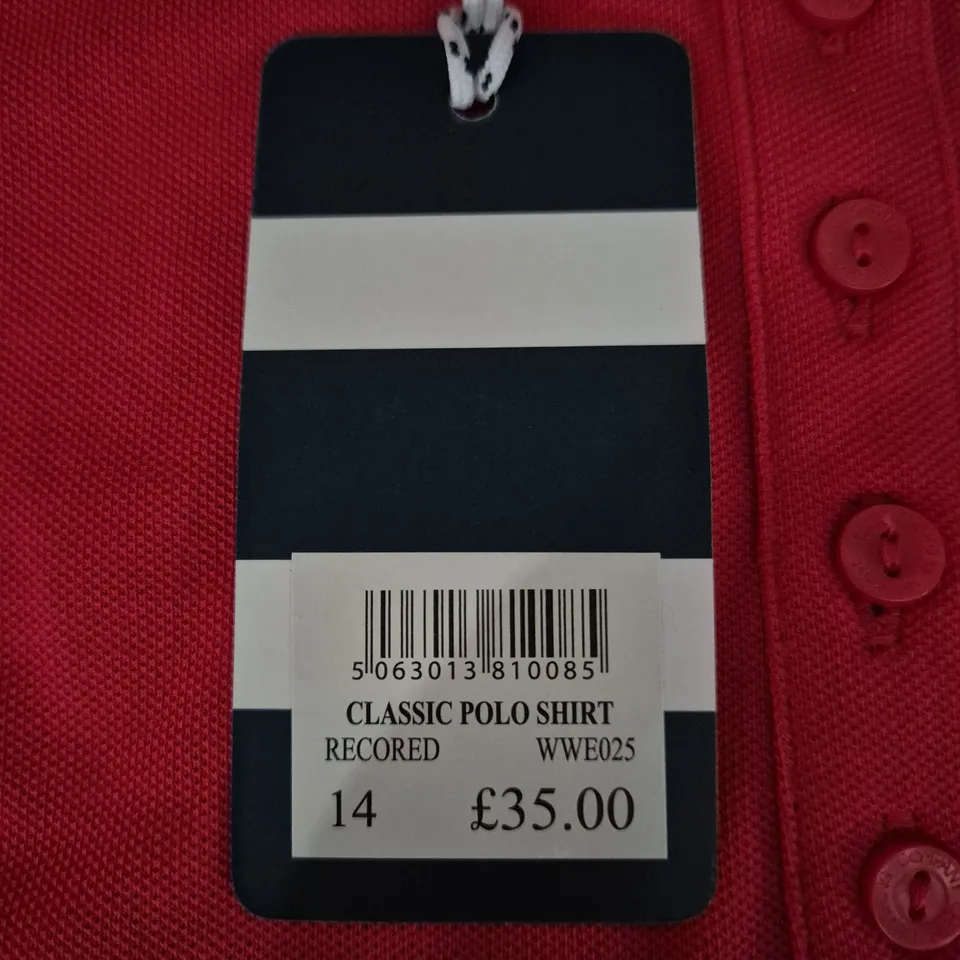 5 063013 810085
CLASSIC POLO SHIRT
RECORED WWE025
14 £35.00